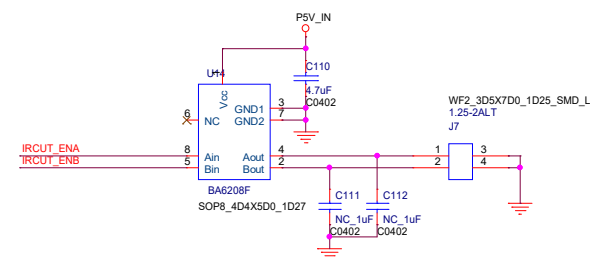 P5V_IN
C110
4.7uF
C0402
U14
1
Vcc
GND1
GND2
3
7
6
NC
WF2_3D5X7D0_1D25_SMD_L
1.25-2ALT
J7
IRCUT_ENA
IRCUT_ENB
8
5
Ain
Bin
Aout
Bout
4
2
1
2
3
4
BA6208F
SOP8_4D4X5D0_1D27
C111
NC_1uF
C0402
C112
NC_1uF
C0402